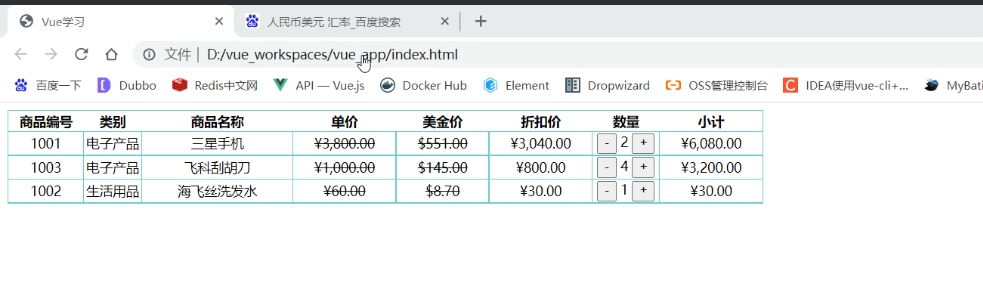 Vue学习 人民币美元 汇率_百度搜索
文件 D:/vue_workspaces/vue_app/index.html
百度一下 Dubbo Redis中文网 API — Vue.js Docker Hub Element Dropwizard OSS管理控制台 IDEA使用vue-cli+... MyBati
商品编号 类别 商品名称 单价 美金价 折扣价 数量 小计
1001 电子产品 三星手机 ¥3,800.00 $551.00 ¥3,040.00 - 2 + ¥6,080.00
1003 电子产品 飞科刮胡刀 ¥1,000.00 $145.00 ¥800.00 - 4 + ¥3,200.00
1002 生活用品 海飞丝洗发水 ¥60.00 $8.70 ¥30.00 - 1 + ¥30.00